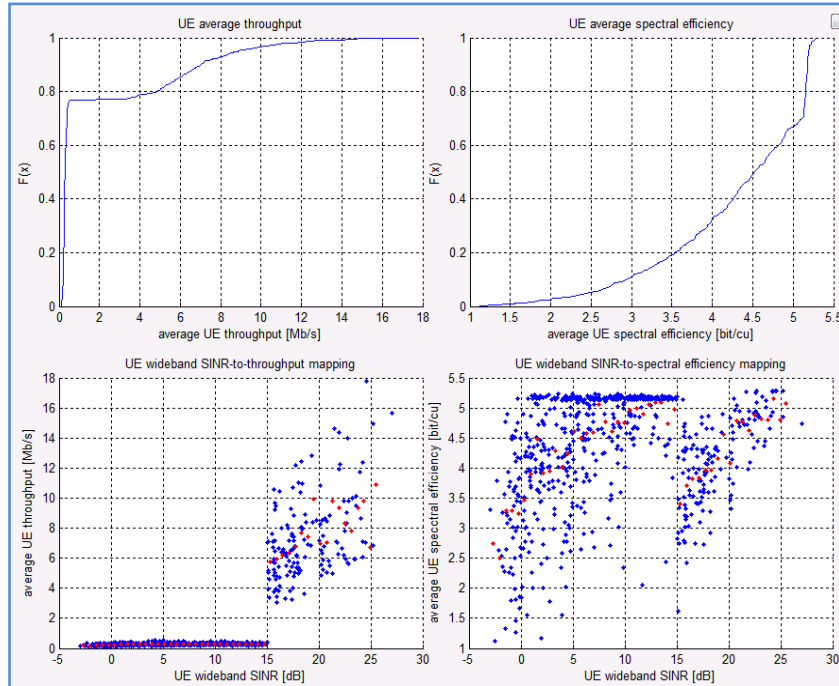 UE average throughput
1
0.8
0.6
0.4
0.2
0
F(x)
0 2 4 6 8 10 12 14 16 18
average UE throughput [Mb/s]
UE average spectral efficiency
1
0.8
0.6
0.4
0.2
0
F(x)
1 1.5 2 2.5 3 3.5 4 4.5 5 5.5
average UE spectral efficiency [bit/cu]
UE wideband SINR-to-throughput mapping
18
16
14
12
10
8
6
4
2
0
average UE throughput [Mb/s]
-5 0 5 10 15 20 25 30
UE wideband SINR [dB]
UE wideband SINR-to-spectral efficiency mapping
5.5
5
4.5
4
3.5
3
2.5
2
1.5
1
average UE specctral efficiency [bit/cu]
-5 0 5 10 15 20 25 30
UE wideband SINR [dB]